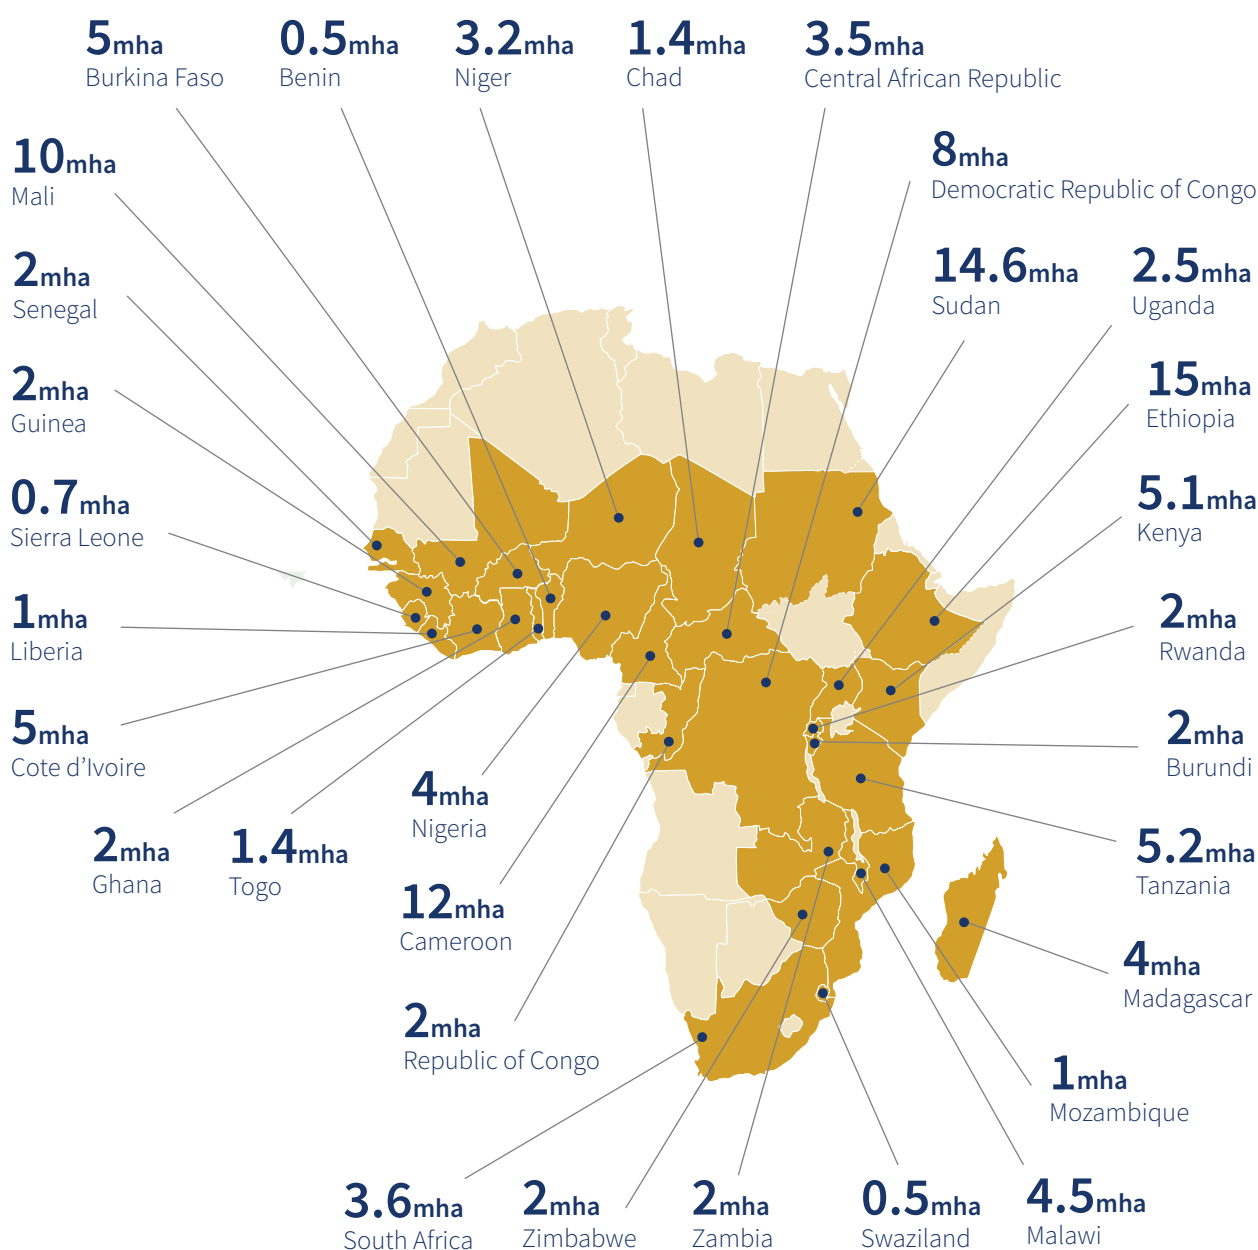 5mha
Burkina Faso
0.5mha
Benin
3.2mha
Niger
1.4mha
Chad
3.5mha
Central African Republic
10mha
Mali
8mha
Democratic Republic of Congo
2mha
Senegal
14.6mha
Sudan
2.5mha
Uganda
2mha
Guinea
15mha
Ethiopia
0.7mha
Sierra Leone
5.1mha
Kenya
1mha
Liberia
2mha
Rwanda
5mha
Cote d’Ivoire
2mha
Burundi
4mha
Nigeria
2mha
Ghana
1.4mha
Togo
5.2mha
Tanzania
12mha
Cameroon
4mha
Madagascar
2mha
Republic of Congo
1mha
Mozambique
3.6mha
South Africa
2mha
Zimbabwe
2mha
Zambia
0.5mha
Swaziland
4.5mha
Malawi